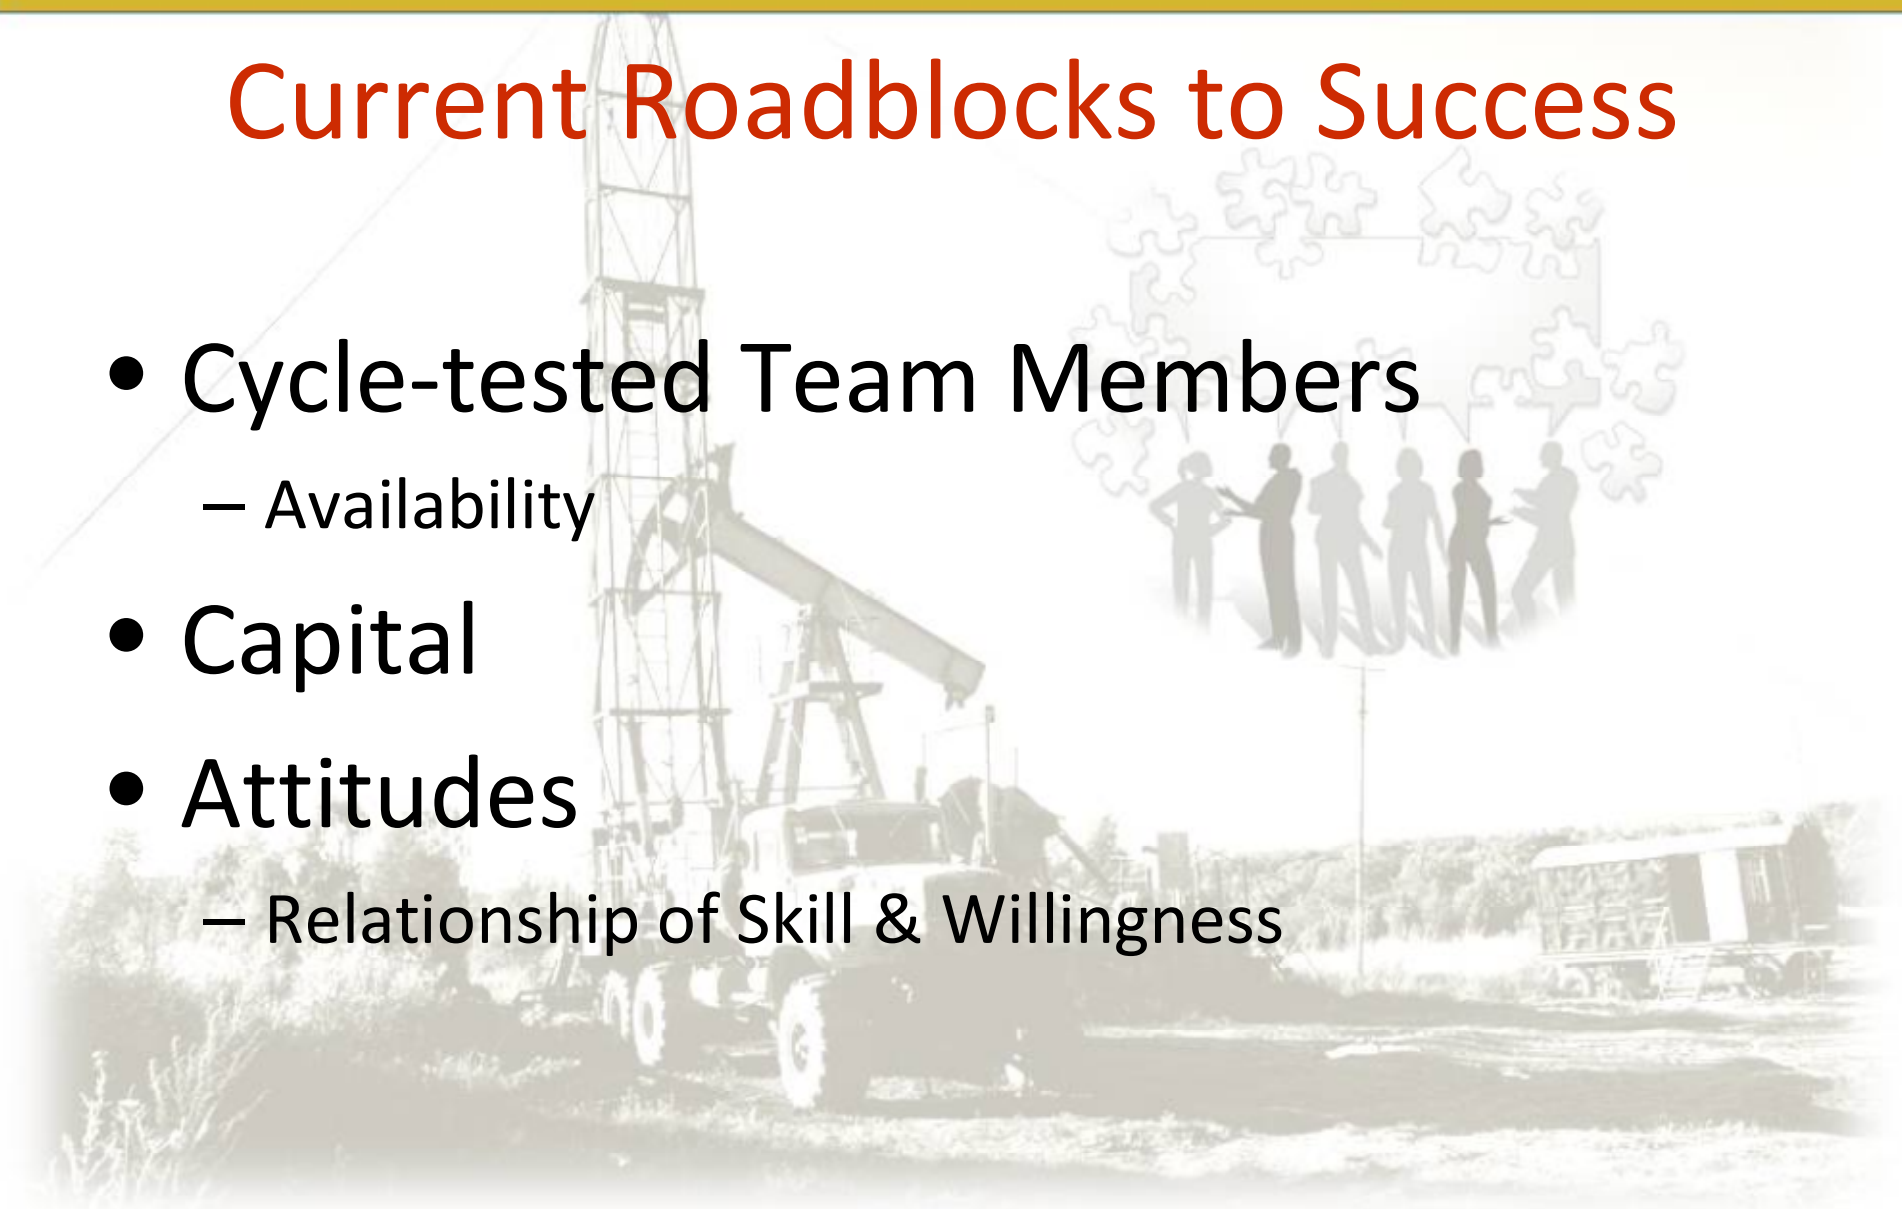 Current Roadblocks to Success
• Cycle-tested Team Members
– Availability
• Capital
• Attitudes
– Relationship of Skill & Willingness